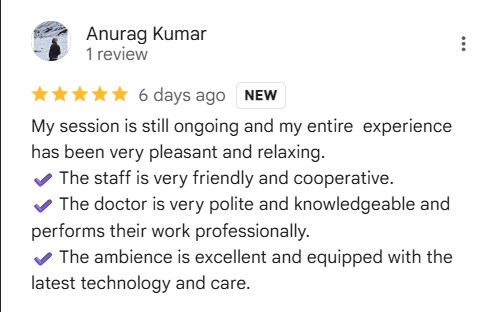 Anurag Kumar
1 review
6 days ago NEW
My session is still ongoing and my entire  experience
has been very pleasant and relaxing.
✔ The staff is very friendly and cooperative.
✔ The doctor is very polite and knowledgeable and
performs their work professionally.
✔ The ambience is excellent and equipped with the
latest technology and care.